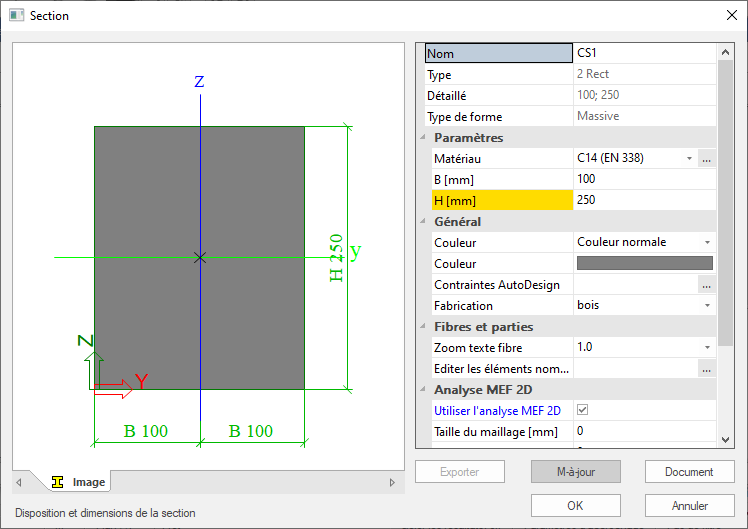 Section
z
H 250
y
Z
Y
B 100
B 100
Image
Disposition et dimensions de la section
Nom CS1
Type 2 Rect
Détaillé 100; 250
Type de forme Massive
Paramètres
Matériau C14 (EN 338) ...
B [mm] 100
H [mm] 250
Général
Couleur Couleur normale
Couleur
Contraintes AutoDesign ...
Fabrication bois
Fibres et parties
Zoom texte fibre 1.0
Editer les éléments nom... ...
Analyse MEF 2D
Utiliser l'analyse MEF 2D
Taille du maillage [mm] 0
Exporter M-à-jour Document
OK Annuler